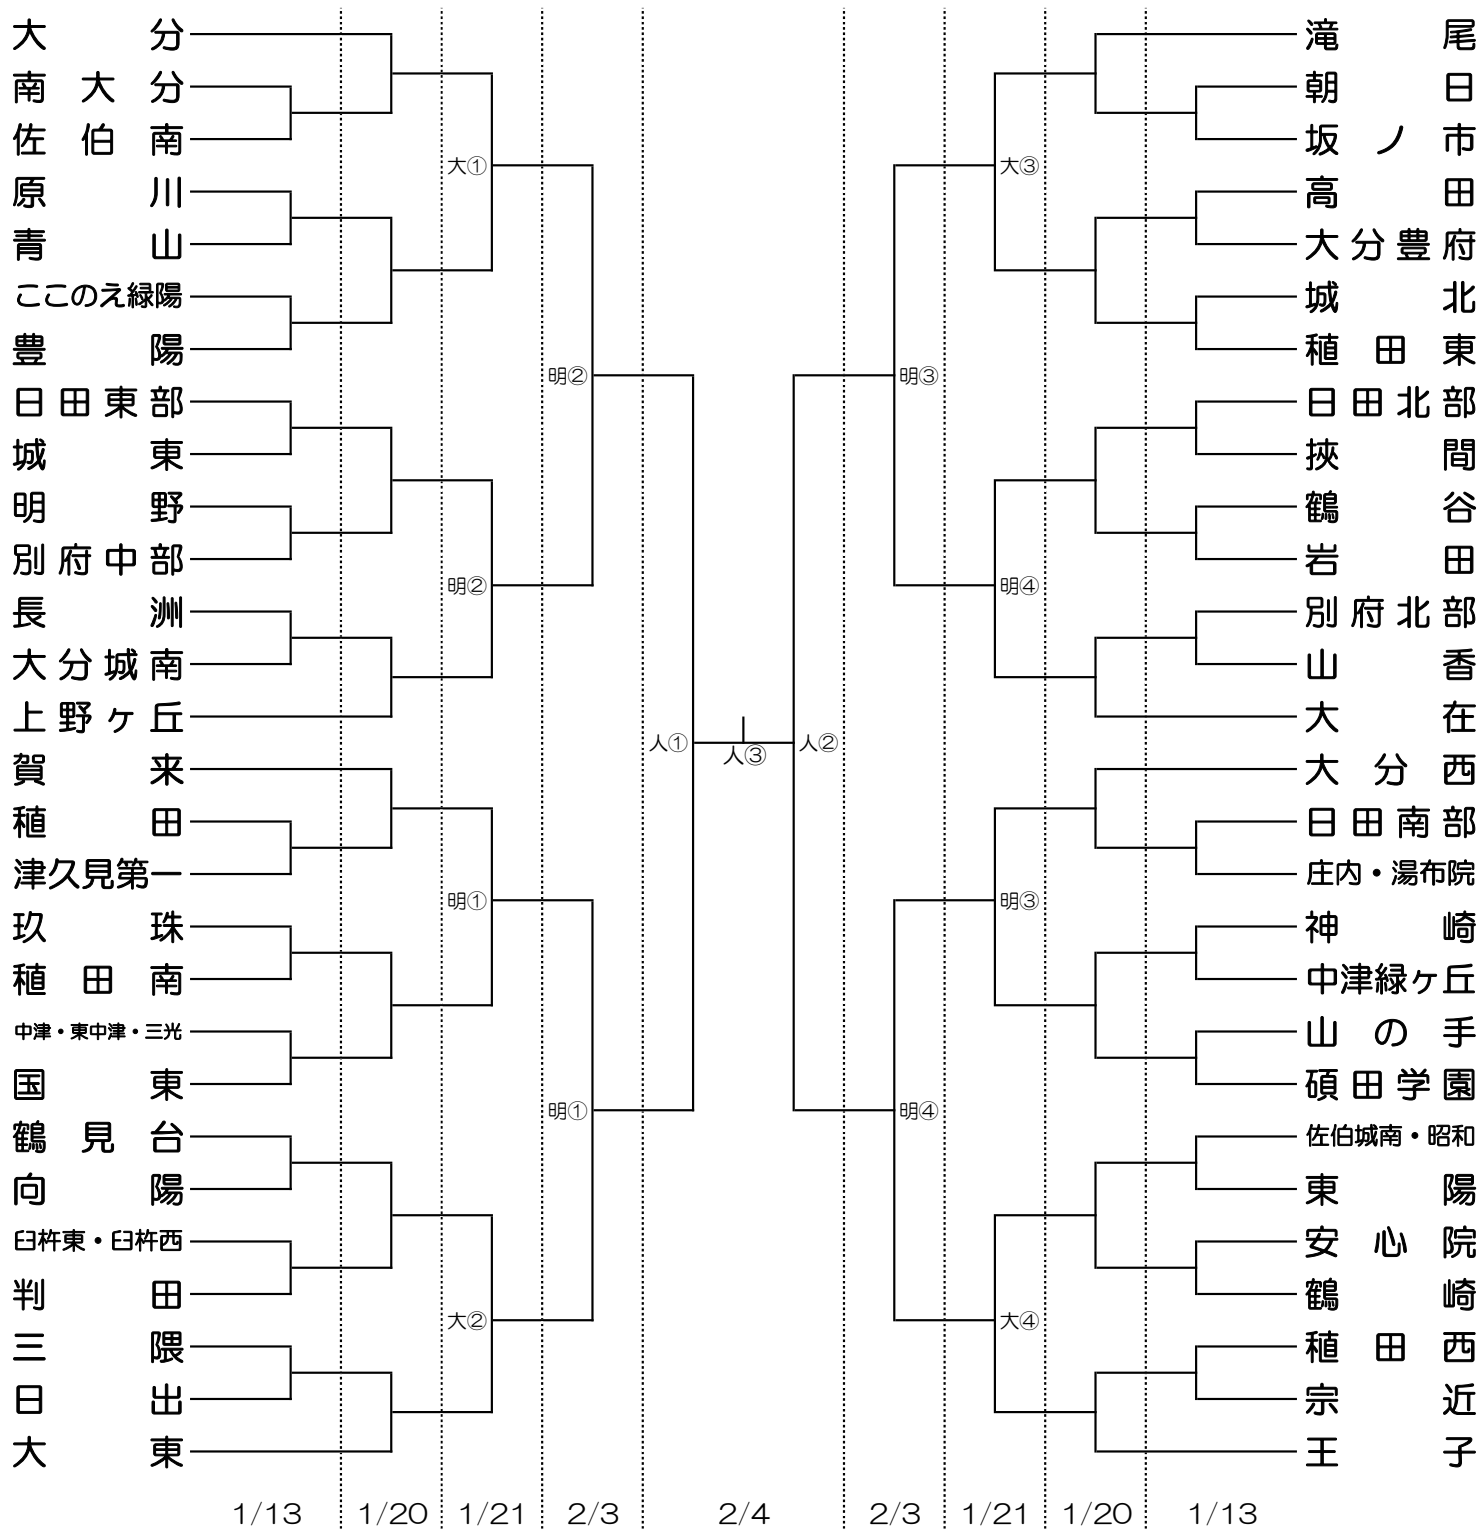 大分
南大分
佐伯南
原川
青山
ここのえ緑陽
豊陽
日田東部
城東
明野
別府中部
長洲
大分城南
上野ヶ丘
賀来
稙田
津久見第一
玖珠
稙田南
中津・東中津・三光
国東
鶴見台
向陽
臼杵東・臼杵西
判田
三隈
日出
大東
大①
明②
明①
大②
明②
明①
人①
人③
人②
明③
明④
大③
明④
明③
大④
滝尾
朝日
坂ノ市
高田
大分豊府
城北
稙田東
日田北部
挾間
鶴谷
岩田
別府北部
山香
大在
大分西
日田南部
庄内・湯布院
神崎
中津緑ヶ丘
山の手
碩田学園
佐伯城南・昭和
東陽
安心院
鶴崎
稙田西
宗近
王子
1/13 1/20 1/21 2/3 2/4 2/3 1/21 1/20 1/13